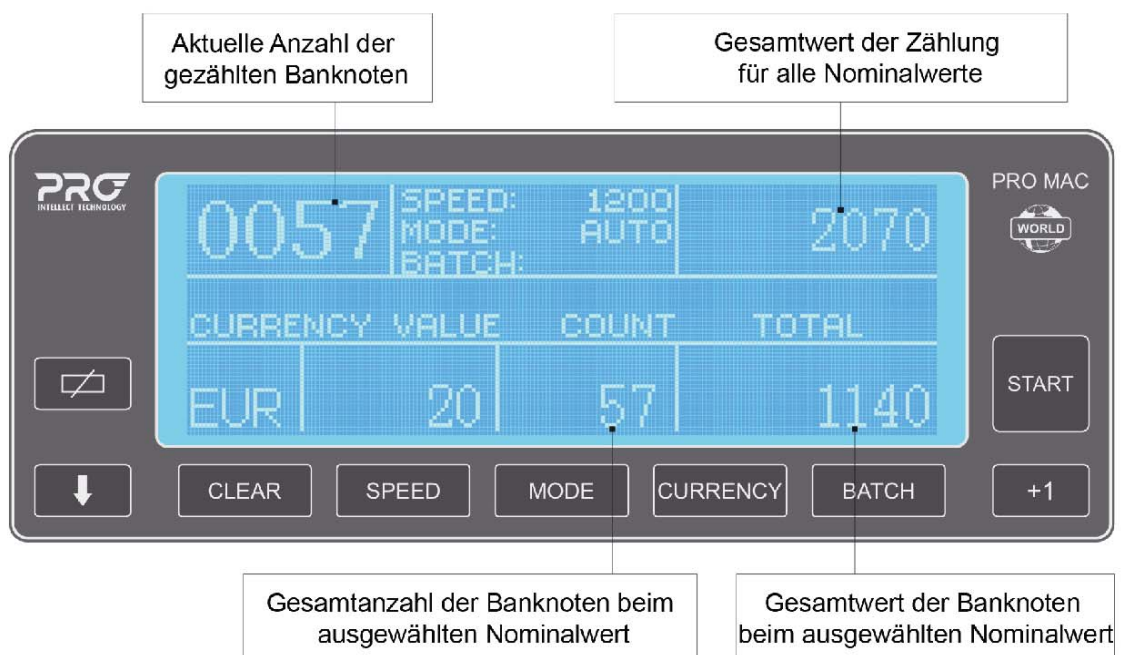 Aktuelle Anzahl der
gezählten Banknoten
Gesamtwert der Zählung
für alle Nominalwerte
PRO
INTELLECT TECHNOLOGY
0057
SPEED: 1200
MODE: AUTO
BATCH:
2070
PRO MAC
WORLD
CURRENCY VALUE COUNT TOTAL
EUR 20 57 1140
START
CLEAR
SPEED
MODE
CURRENCY
BATCH
+1
Gesamtanzahl der Banknoten beim
ausgewählten Nominalwert
Gesamtwert der Banknoten
beim ausgewählten Nominalwert